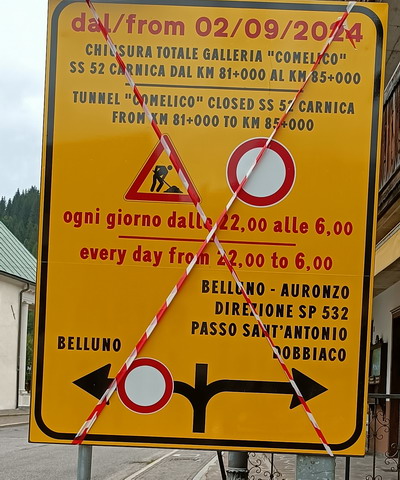 dal/from 02/09/2024
CHIUSURA TOTALE GALLERIA "COMELICO"
SS 52 CARNICA DAL KM 81+000 AL KM 85+000
TUNNEL "COMELICO" CLOSED SS 52 CARNICA
FROM KM 81+000 TO KM 85+000
ogni giorno dalle 22,00 alle 6,00
every day from 22,00 to 6,00
BELLUNO - AURONZO
DIREZIONE SP 532
PASSO SANT'ANTONIO
DOBBIACO
BELLUNO